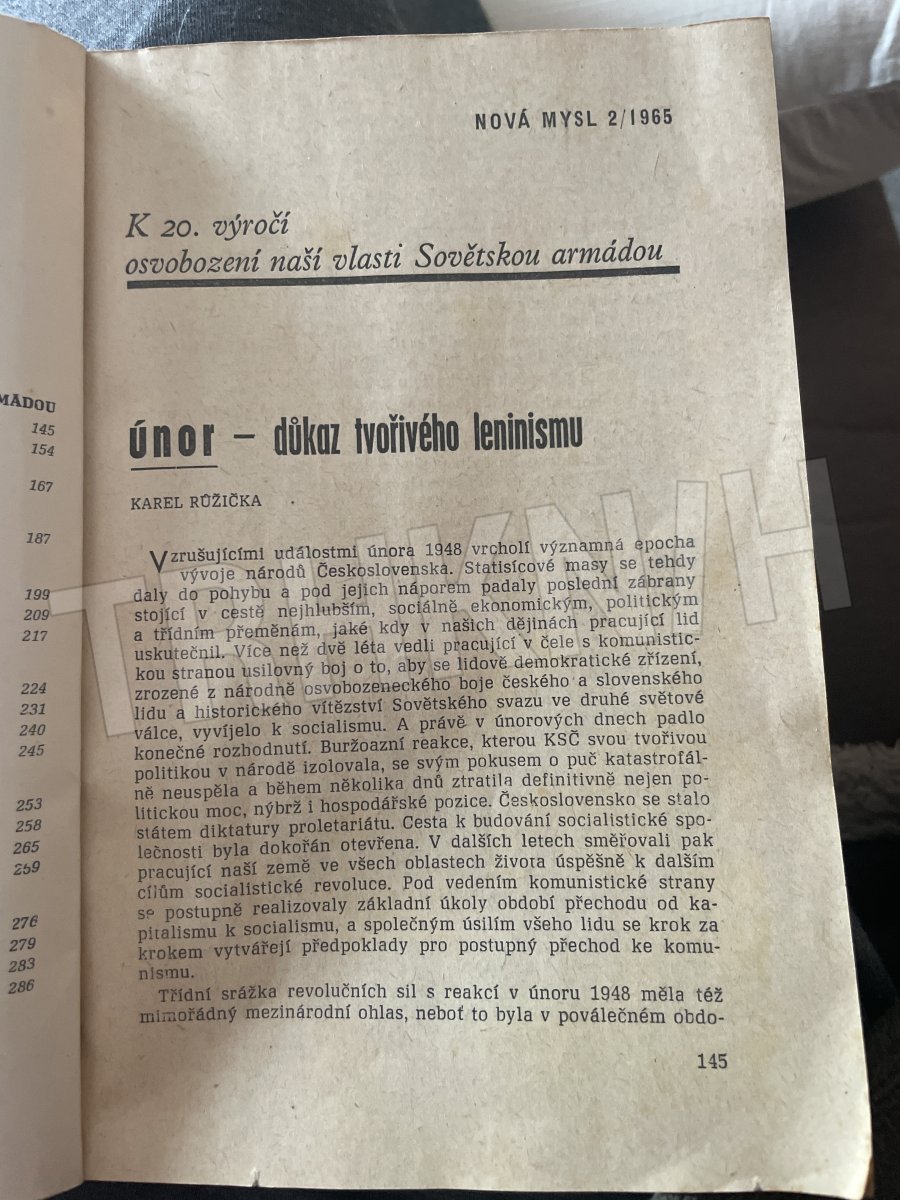 MADOU
145
154
167
187
199
209
217
224
231
240
245
253
258
265
269
276
279
283
286
NOVÁ MYSL 2/1965
K 20. výročí
osvobození naší vlasti Sovětskou armádou
únor – důkaz tvořivého leninismu
KAREL RŮŽIČKA
Vzrušujícími událostmi února 1948 vrcholí významná epocha
vývoje národů Československa. Statisícové masy se tehdy
daly do pohybu a pod jejich náporem padaly poslední zábrany
stojící v cestě nejhlubším, sociálně ekonomickým, politickým
a třídním přeměnám, jaké kdy v našich dějinách pracující lid
uskutečnil. Více než dvě léta vedli pracující v čele s komunistic-
kou stranou usilovný boj o to, aby se lidově demokratické zřízení,
zrozené z národně osvobozeneckého boje českého a slovenského
lidu a historického vítězství Sovětského svazu ve druhé světové
válce, vyvíjelo k socialismu. A právě v únorových dnech padlo
konečné rozhodnutí. Buržoazní reakce, kterou KSČ svou tvořivou
politikou v národě izolovala, se svým pokusem o puč katastrofál-
ně neuspěla a během několika dnů ztratila definitivně nejen po-
litickou moc, nýbrž i hospodářské pozice. Československo se stalo
státem diktatury proletariátu. Cesta k budování socialistické spo-
lečnosti byla dokořán otevřena. V dalších letech směřovali pak
pracující naší země ve všech oblastech života úspěšně k dalším
cílům socialistické revoluce. Pod vedením komunistické strany
se postupně realizovaly základní úkoly období přechodu od ka-
pitalismu k socialismu, a společným úsilím všeho lidu se krok za
krokem vytvářejí předpoklady pro postupný přechod ke komu-
nismu.
Třídní srážka revolučních sil s reakcí v únoru 1948 měla též
mimořádný mezinárodní ohlas, neboť to byla v poválečném obdo-
145
TRHKNIH